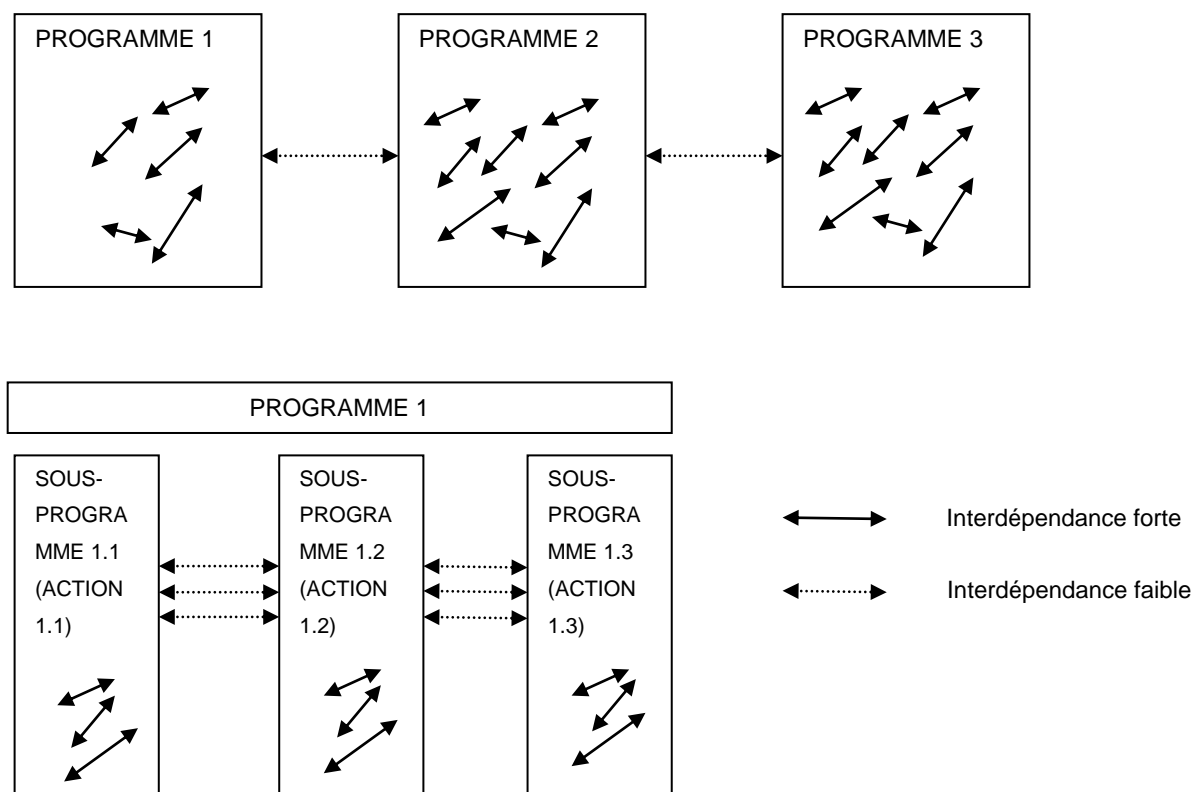 PROGRAMME 1
PROGRAMME 2
PROGRAMME 3
PROGRAMME 1
SOUS-
PROGRA
MME 1.1
(ACTION
1.1)
SOUS-
PROGRA
MME 1.2
(ACTION
1.2)
SOUS-
PROGRA
MME 1.3
(ACTION
1.3)
Interdépendance forte
Interdépendance faible